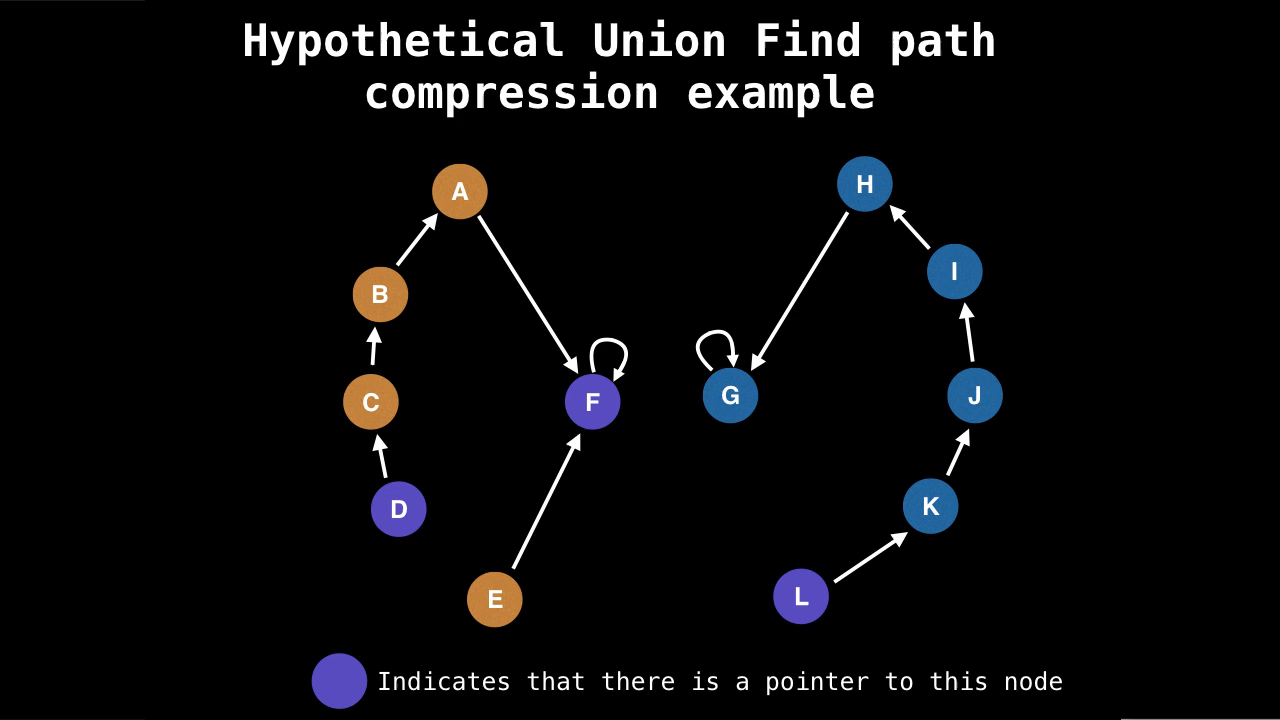 Hypothetical Union Find path
compression example
A
H
B
I
C
F
G
J
D
K
E
L
Indicates that there is a pointer to this node